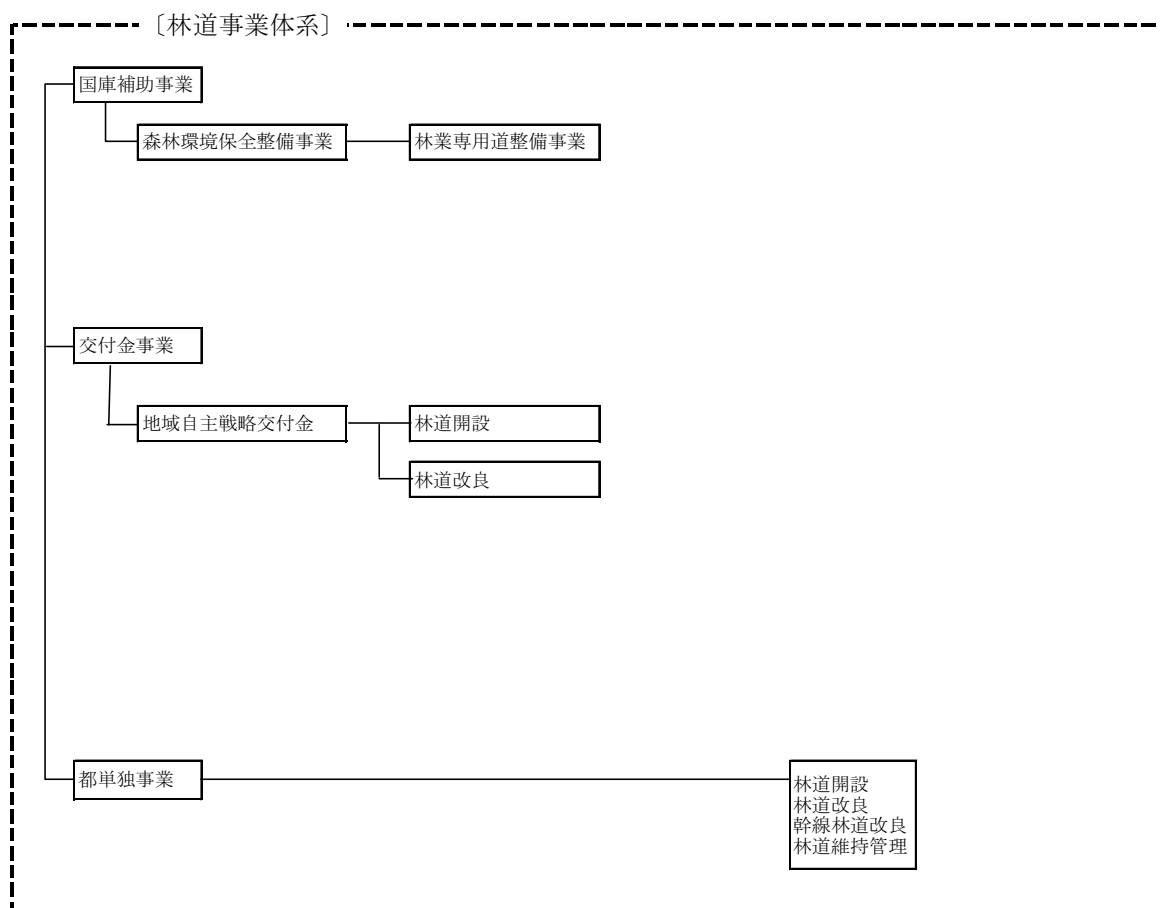 〔林道事業体系〕
国庫補助事業
森林環境保全整備事業
林業専用道整備事業
交付金事業
地域自主戦略交付金
林道開設
林道改良
都単独事業
林道開設
林道改良
幹線林道改良
林道維持管理